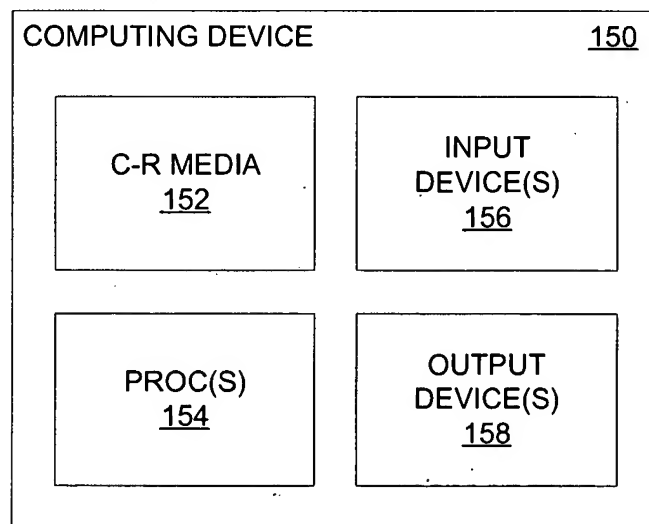 COMPUTING DEVICE 150
C-R MEDIA
152
INPUT
DEVICE(S)
156
PROC(S)
154
OUTPUT
DEVICE(S)
158